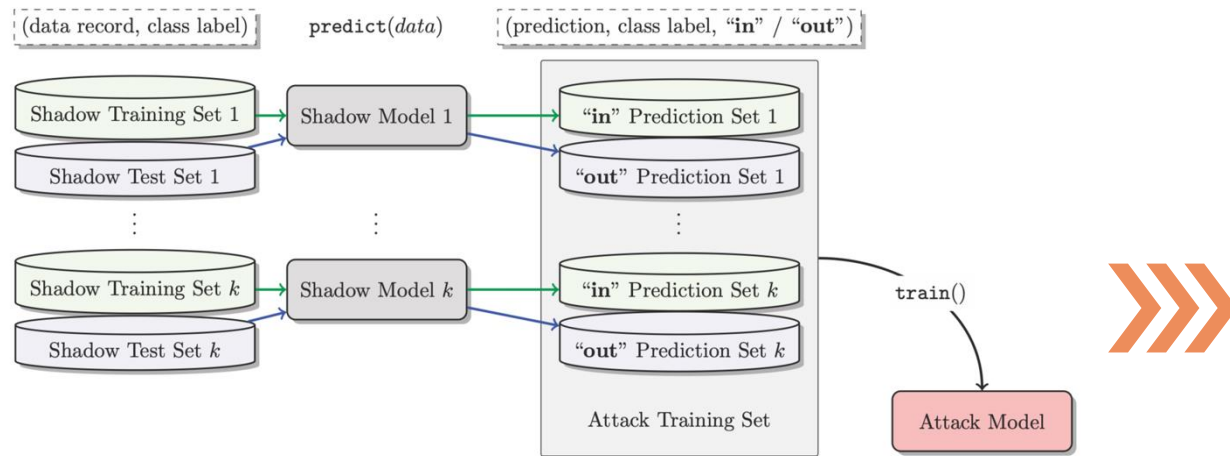 (data record, class label)
predict(data)
(prediction, class label, “in” / “out”)
Shadow Training Set 1
Shadow Model 1
“in” Prediction Set 1
Shadow Test Set 1
“out” Prediction Set 1
⋮
⋮
⋮
Shadow Training Set k
Shadow Model k
“in” Prediction Set k
train()
Shadow Test Set k
“out” Prediction Set k
Attack Training Set
Attack Model